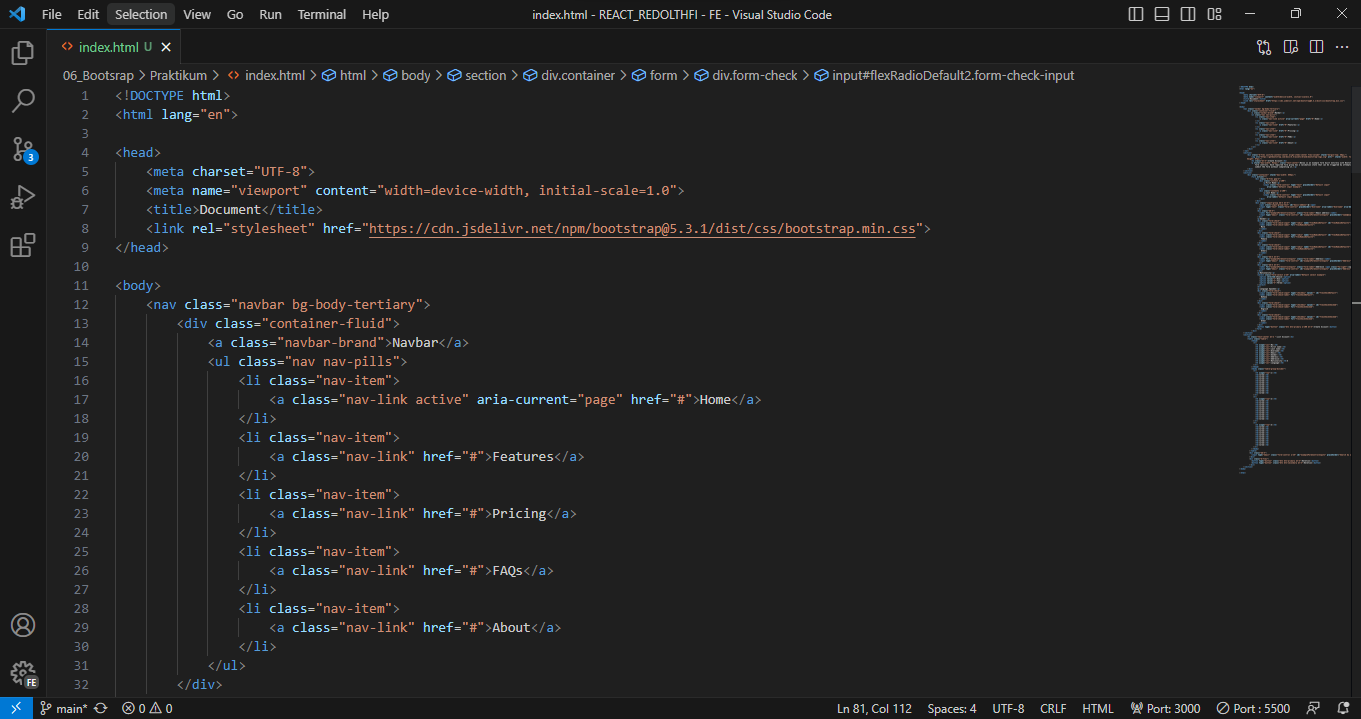 File Edit Selection View Go Run Terminal Help index.html - REACT_REDOLTHFI - FE - Visual Studio Code
index.html U
06_Bootsrap > Praktikum > index.html > html > body > section > div.container > form > div.form-check > input#flexRadioDefault2.form-check-input
1 <!DOCTYPE html>
2 <html lang="en">
3
4 <head>
5 <meta charset="UTF-8">
6 <meta name="viewport" content="width=device-width, initial-scale=1.0">
7 <title>Document</title>
8 <link rel="stylesheet" href="https://cdn.jsdelivr.net/npm/bootstrap@5.3.1/dist/css/bootstrap.min.css">
9 </head>
10
11 <body>
12 <nav class="navbar bg-body-tertiary">
13 <div class="container-fluid">
14 <a class="navbar-brand">Navbar</a>
15 <ul class="nav nav-pills">
16 <li class="nav-item">
17 <a class="nav-link active" aria-current="page" href="#">Home</a>
18 </li>
19 <li class="nav-item">
20 <a class="nav-link" href="#">Features</a>
21 </li>
22 <li class="nav-item">
23 <a class="nav-link" href="#">Pricing</a>
24 </li>
25 <li class="nav-item">
26 <a class="nav-link" href="#">FAQs</a>
27 </li>
28 <li class="nav-item">
29 <a class="nav-link" href="#">About</a>
30 </li>
31 </ul>
32 </div>
3
FE
main* 0 0 Ln 81, Col 112 Spaces: 4 UTF-8 CRLF HTML Port: 3000 Port : 5500